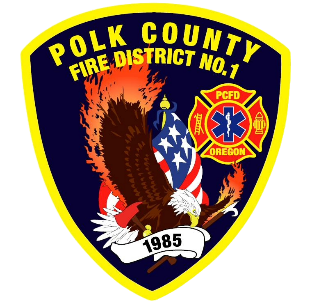 POLK COUNTY
FIRE DISTRICT NO.1
PCFD
OREGON
1985